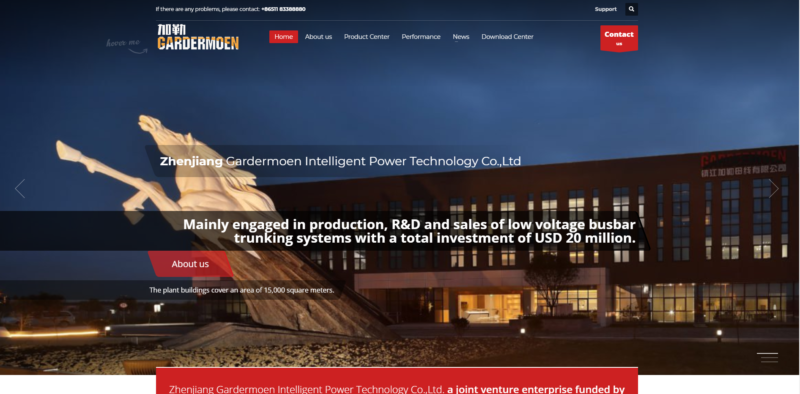 If there are any problems, please contact: +86511 83388880
Support
加勒
GARDERMOEN
hover me
Home
About us
Product Center
Performance
News
Download Center
Contact
us
GARDERMOEN
Zhenjiang Gardermoen Intelligent Power Technology Co.,Ltd
Mainly engaged in production, R&D and sales of low voltage busbar
trunking systems with a total investment of USD 20 million.
About us
The plant buildings cover an area of 15,000 square meters.
Zhenjiang Gardermoen Intelligent Power Technology Co.,Ltd. a joint venture enterprise funded by